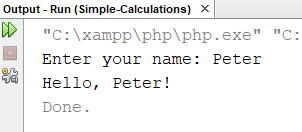 Output - Run (Simple-Calculations) ×
"C:\xampp\php\php.exe" "C:
Enter your name: Peter
Hello, Peter!
Done.